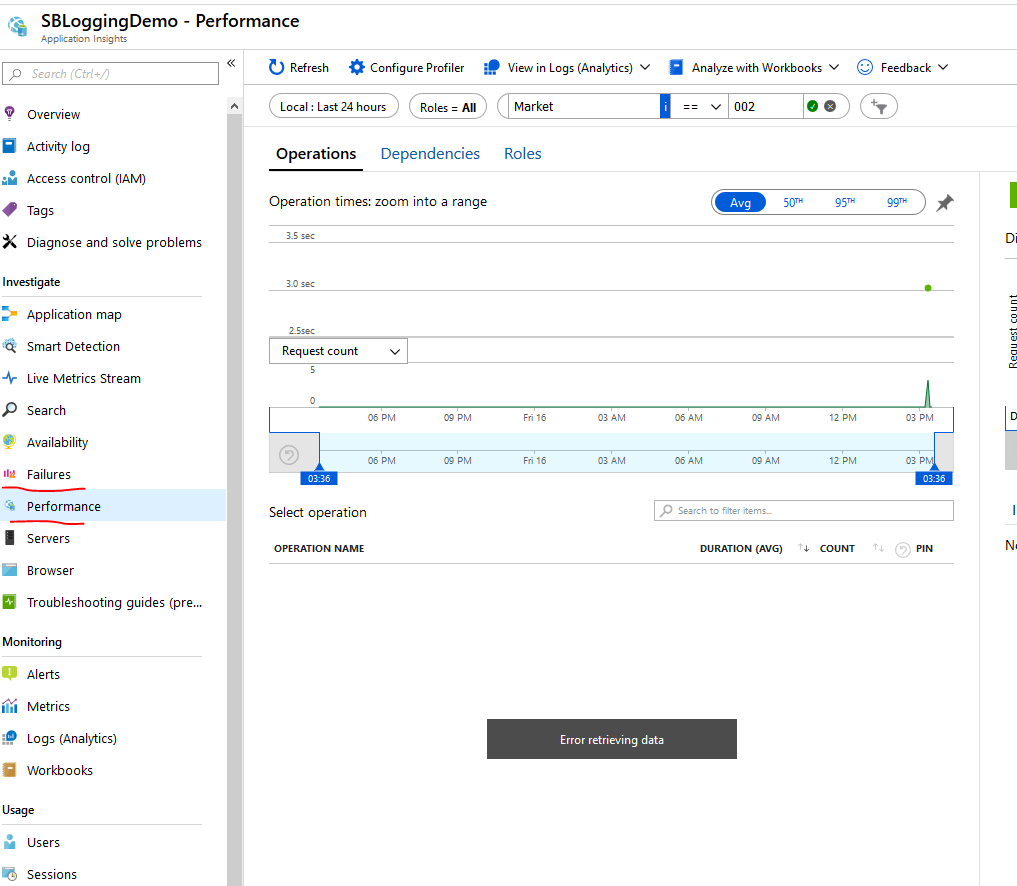 SBLoggingDemo - Performance
Application Insights
Search (Ctrl+/)
«
Overview
Activity log
Access control (IAM)
Tags
Diagnose and solve problems
Investigate
Application map
Smart Detection
Live Metrics Stream
Search
Availability
Failures
Performance
Servers
Browser
Troubleshooting guides (pre...
Monitoring
Alerts
Metrics
Logs (Analytics)
Workbooks
Usage
Users
Sessions
Refresh Configure Profiler View in Logs (Analytics) Analyze with Workbooks Feedback
Local : Last 24 hours Roles = All Market i == 002
Operations Dependencies Roles
Operation times: zoom into a range Avg 50TH 95TH 99TH
3.5 sec
3.0 sec
2.5sec
Request count
5
0
06 PM 09 PM Fri 16 03 AM 06 AM 09 AM 12 PM 03 PM
06 PM 09 PM Fri 16 03 AM 06 AM 09 AM 12 PM 03 PM
03:36 03:36
Select operation Search to filter items...
OPERATION NAME DURATION (AVG) COUNT PIN
Error retrieving data
Di
Request count
D
I